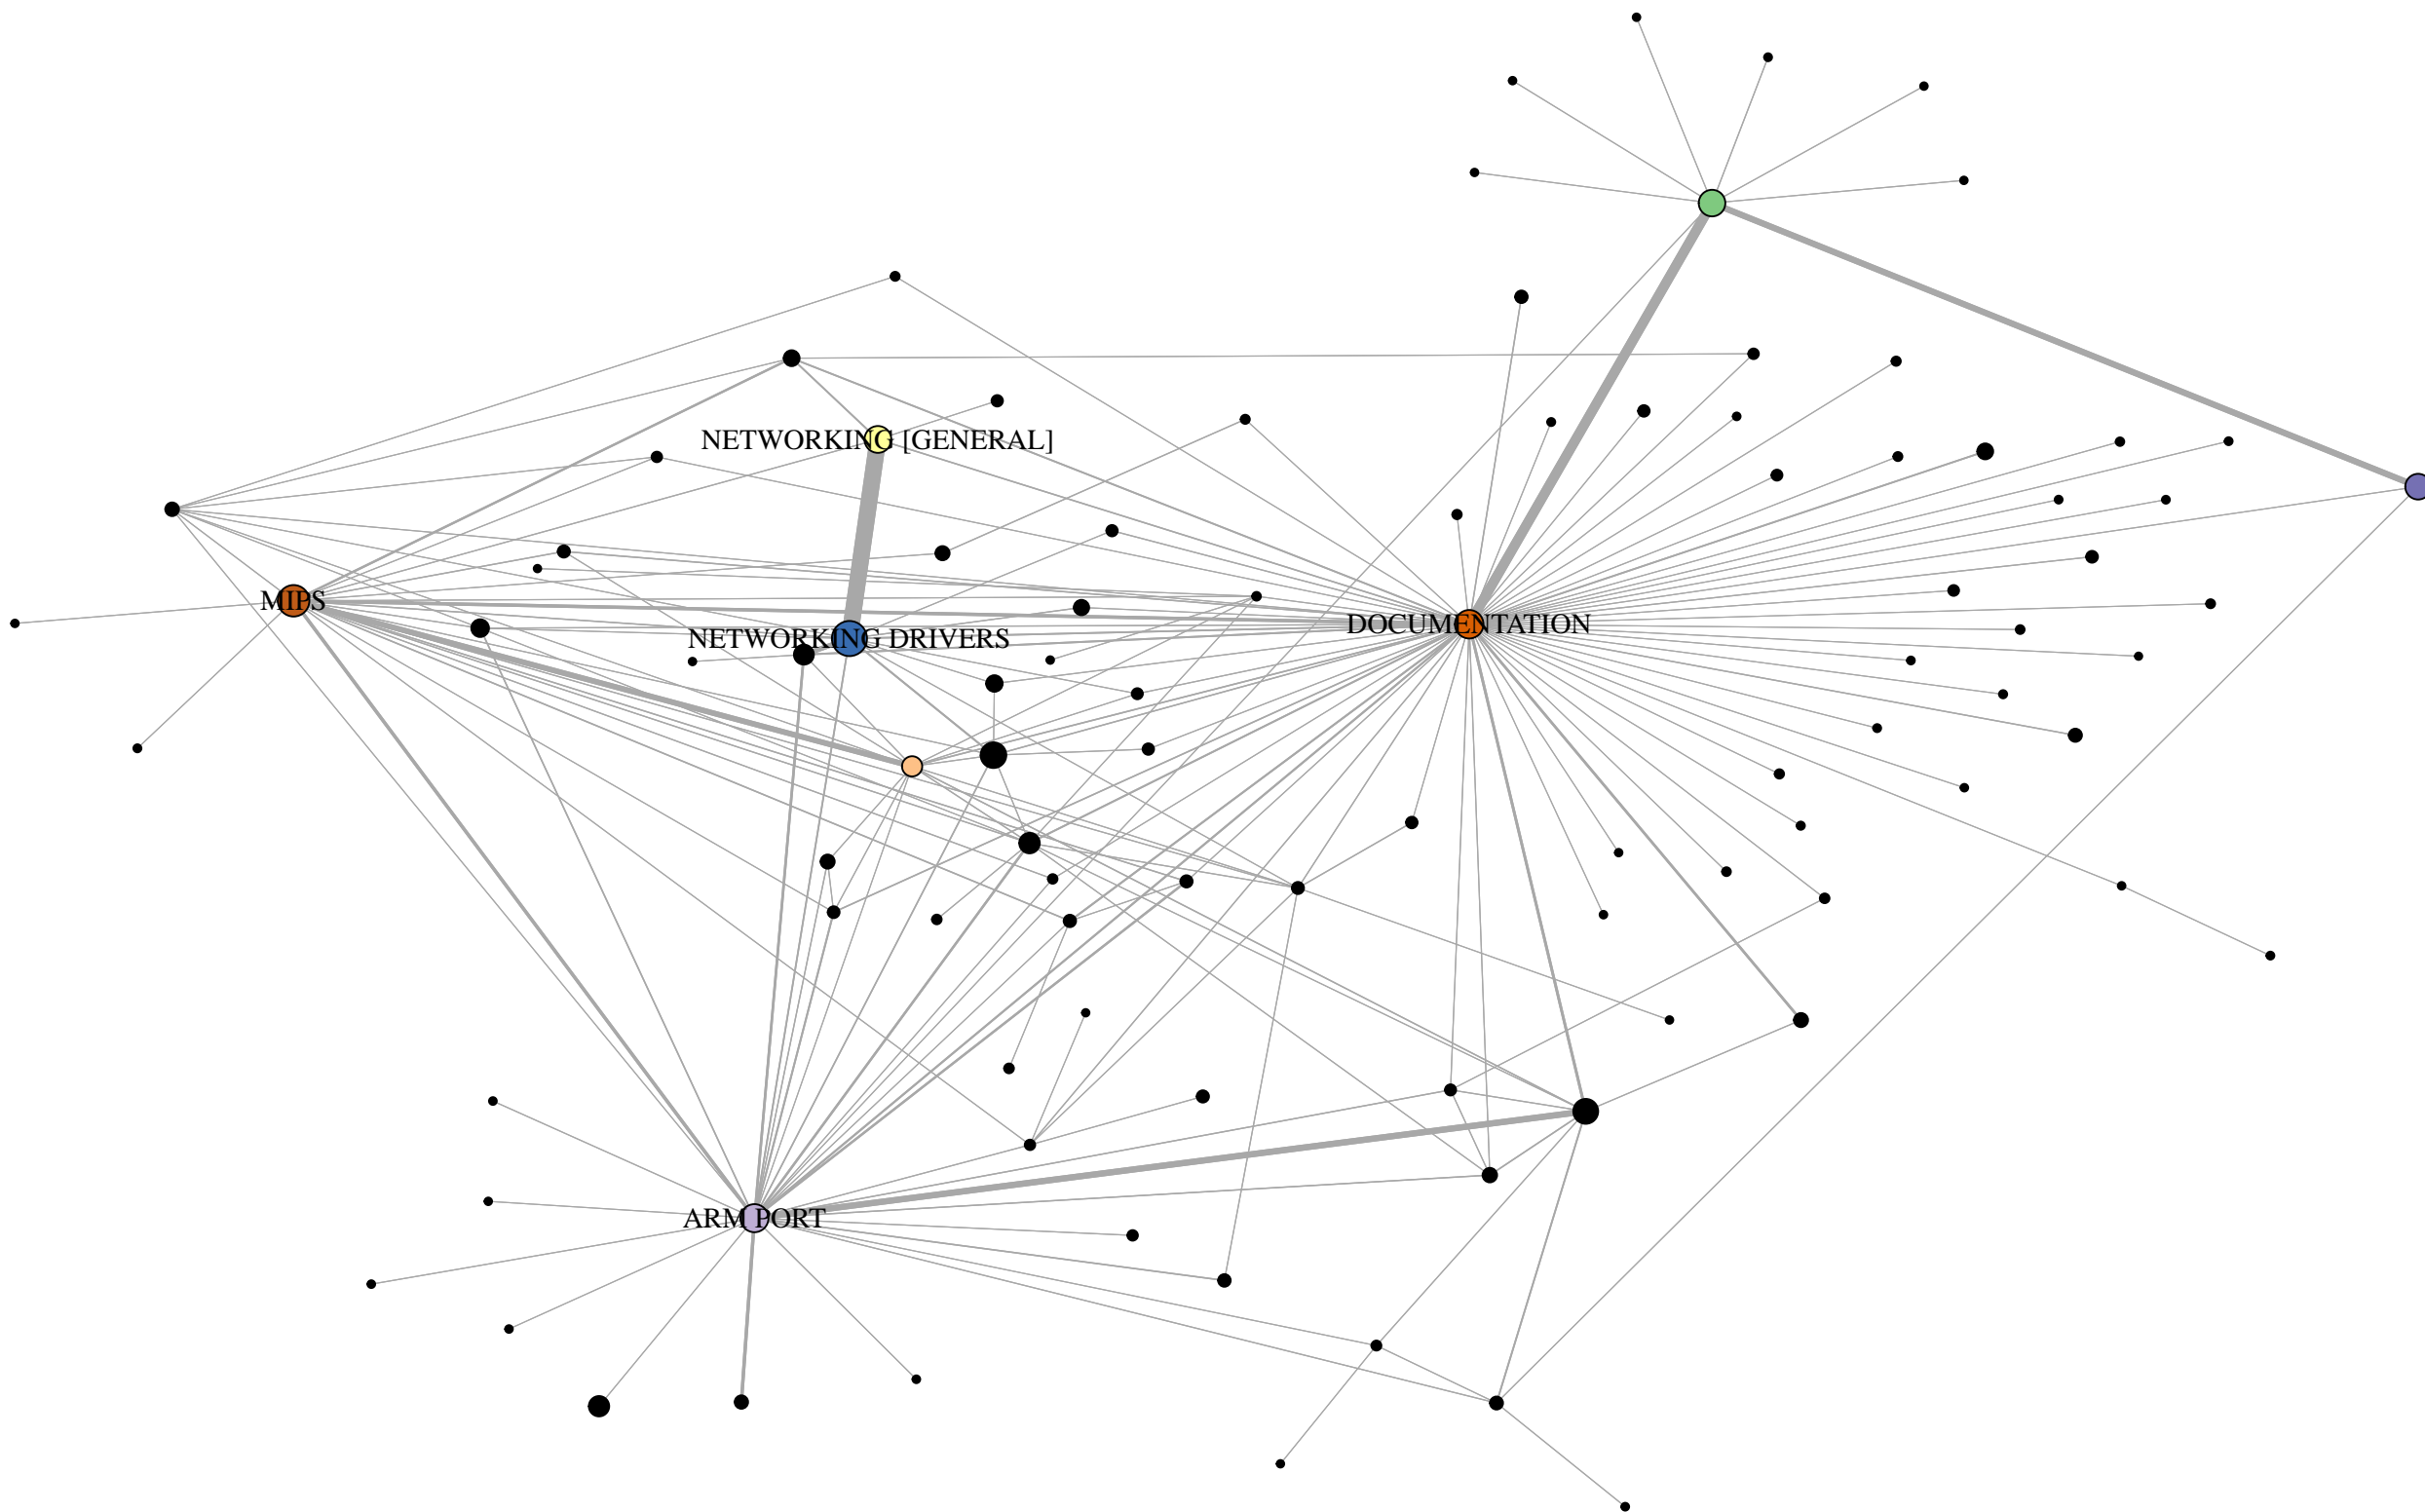 NETWORKING [GENERAL]
MIPS
DOCUMENTATION
NETWORKING DRIVERS
ARM PORT